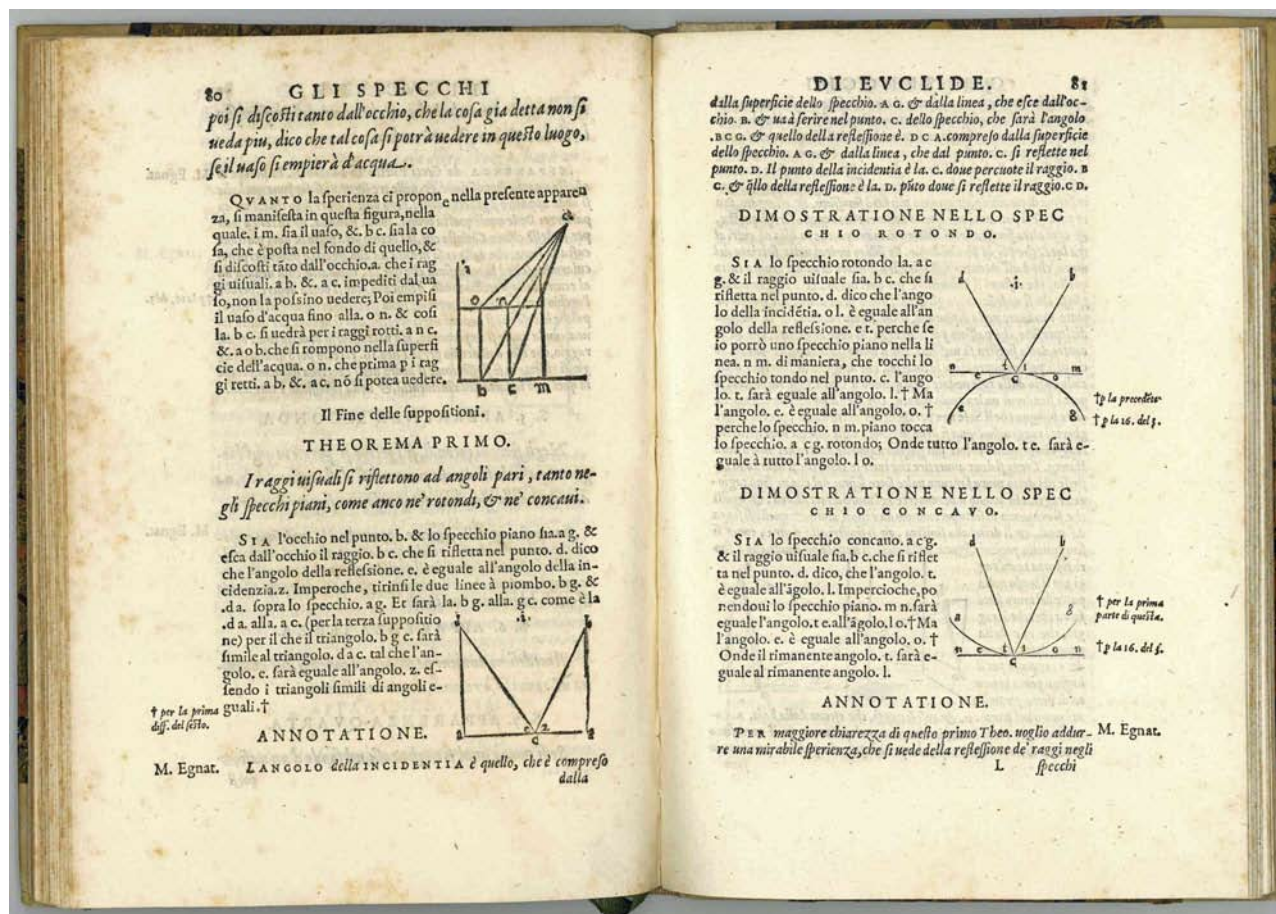 80 GLI SPECCHI
poi si discosti tanto dall'occhio, che la cosa gia detta non si
ueda piu, dico che tal cosa si potrà uedere in questo luogo,
se il uaso si empierà d'acqua.
QVANTO la sperienza ci propone nella presente apparen
za, si manifesta in questa figura, nella
quale. i m. sia il uaso, &. b c. sia la co
sa, che è posta nel fondo di quello, &
si discosti tãto dall'occhio.a. che i rag
gi uisuali. a b. &. a c. impediti dal ua
so, non la possino uedere; Poi empisi
il uaso d'acqua fino alla. o n. & cosi
la. b c. si uedrà per i raggi rotti. a n c.
&. a o b. che si rompono nella superfi
cie dell'acqua. o n. che prima p i rag
gi retti. a b. &. a c. nõ si potea uedere.
a
i
o n
b c m
Il Fine delle suppositioni.
THEOREMA PRIMO.
I raggi uisuali si riflettono ad angoli pari, tanto ne-
gli specchi piani, come anco ne' rotondi, & ne' concaui.
SIA l'occhio nel punto. b. & lo specchio piano sia.a g. &
esca dall'occhio il raggio. b c. che si rifletta nel punto. d. dico
che l'angolo della reflessione. e. è eguale all'angolo della in-
cidenzia.z. Imperoche, tirinsi le due linee à piombo. b g. &
.d a. sopra lo specchio. a g. Et sarà la. b g. alla. g c. come è la
.d a. alla. a c. (per la terza suppositio
ne) per il che il triangolo. b g c. sarà
simile al triangolo. d a c. tal che l'an-
golo. e. sarà eguale all'angolo. z. es-
sendo i triangoli simili di angoli e-
guali.†
† per la prima
diff. del sesto.
d .i. b
a e z g
c
ANNOTATIONE.
M. Egnat. LANGOLO della INCIDENTIA è quello, che è compreso
dalla
DI EVCLIDE. 81
dalla superficie dello specchio. A G. & dalla linea, che esce dall'oc-
chio. B. & ua à ferire nel punto. C. dello specchio, che sarà l'angolo
.B C G. & quello della reflessione è. D C A. compreso dalla superficie
dello specchio. A G. & dalla linea, che dal punto. C. si reflette nel
punto. D. Il punto della incidentia è la. C. doue percuote il raggio. B
C. & q̃llo della reflessione è la. D. pũto doue si reflette il raggio.C D.
DIMOSTRATIONE NELLO SPEC
CHIO ROTONDO.
SIA lo specchio rotondo la. a c
g. & il raggio uisuale sia. b c. che si
rifletta nel punto. d. dico che l'ango
lo della incidẽtia. o l. è eguale all'an
golo della reflessione. e t. perche se
io porrò uno specchio piano nella li
nea. n m. di maniera, che tocchi lo
specchio tondo nel punto. c. l'augo
lo. t. sarà eguale all'angolo. l. † Ma
l'angolo. e. è eguale all'angolo. o. †
perche lo specchio. n m. piano tocca
lo specchio. a c g. rotondo; Onde tutto l'angolo. t e. sarà e-
guale à tutto l'angolo. l o.
d .i. b
n e t l o m
c
a g
† p la precedẽte
† p la 16. del 3.
DIMOSTRATIONE NELLO SPEC
CHIO CONCAVO.
SIA lo specchio concauo. a c g.
& il raggio uisuale sia.b c. che si riflet
ta nel punto. d. dico, che l'angolo. t.
è eguale all'ãgolo. l. Impercioche, po
nendoui lo specchio piano. m n. sarà
eguale l'angolo. t e. all'ãgolo. l o.† Ma
l'angolo. e. è eguale all'angolo. o. †
Onde il rimanente angolo. t. sarà e-
guale al rimanente angolo. l.
d b
a g
m e t l o n
c
† per la prima
parte di questa.
† p la 16. del 3.
ANNOTATIONE.
PER maggiore chiarezza di questo primo Theo. uoglio addur- M. Egnat.
re una mirabile sperienza, che si uede della reflessione de' raggi negli
L specchi